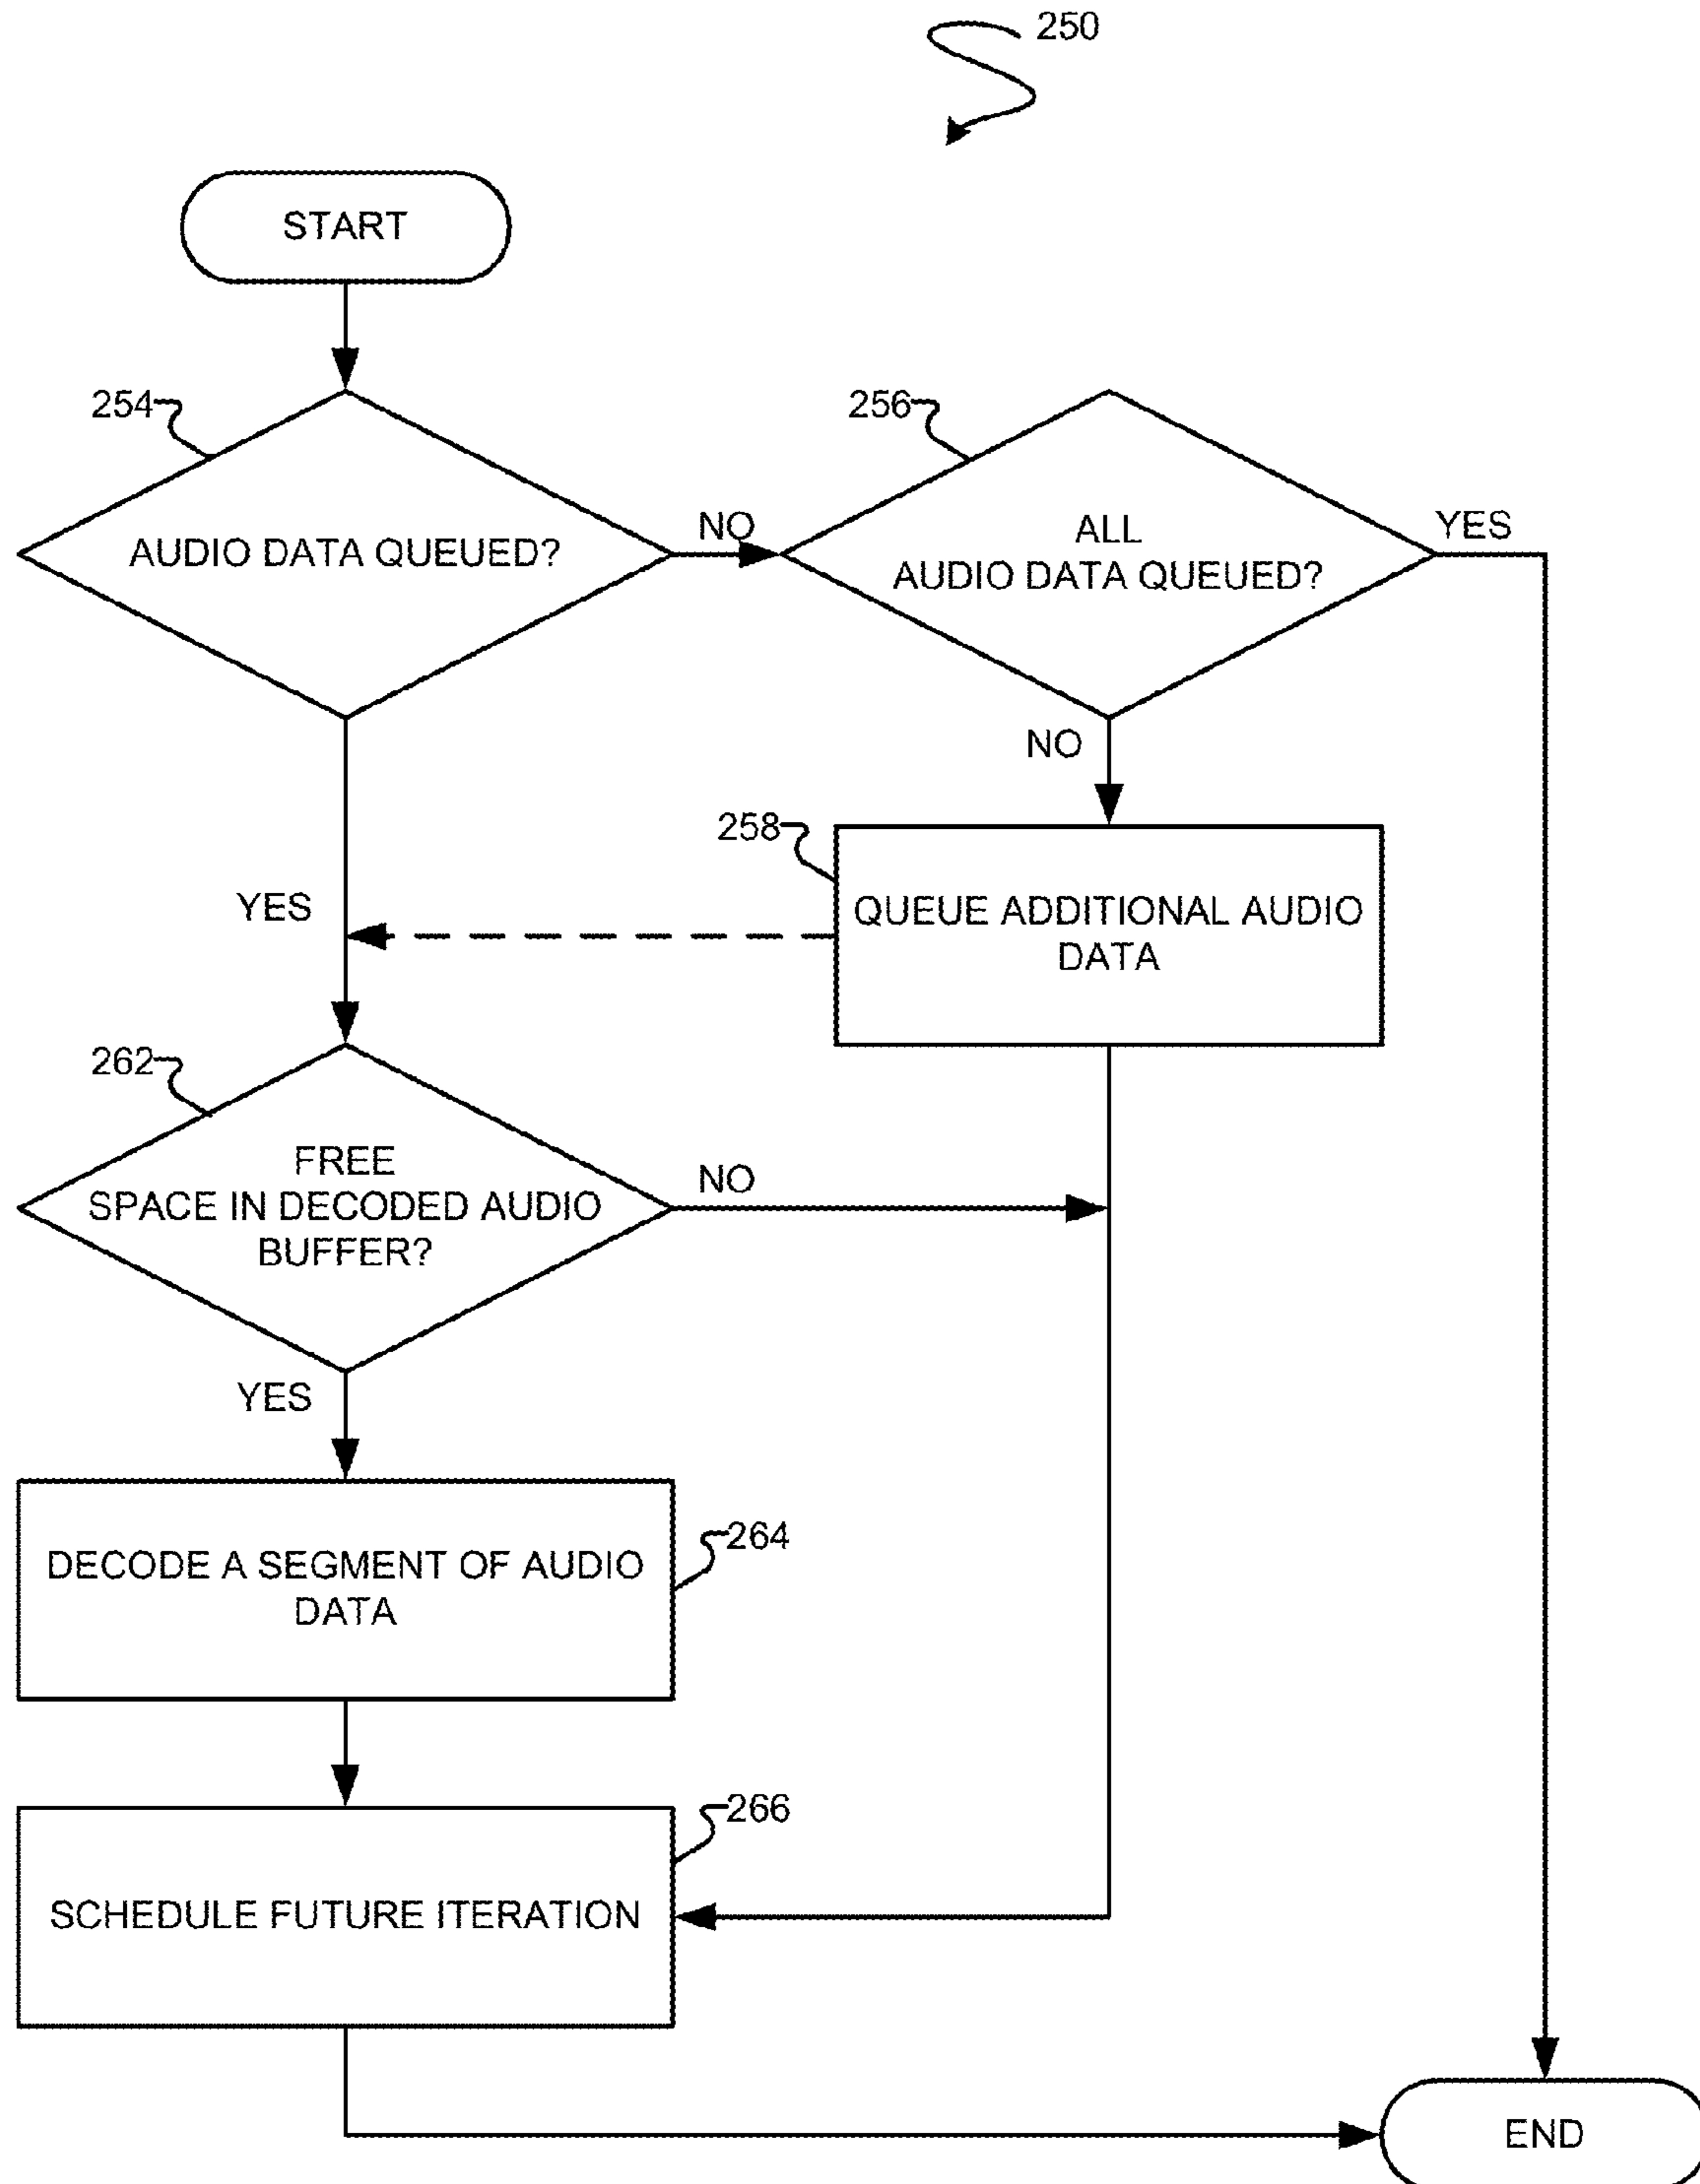 250
START
254
256
AUDIO DATA QUEUED?
NO
ALL
AUDIO DATA QUEUED?
YES
NO
258
YES
QUEUE ADDITIONAL AUDIO
DATA
262
FREE
SPACE IN DECODED AUDIO
BUFFER?
NO
YES
264
DECODE A SEGMENT OF AUDIO
DATA
266
SCHEDULE FUTURE ITERATION
END